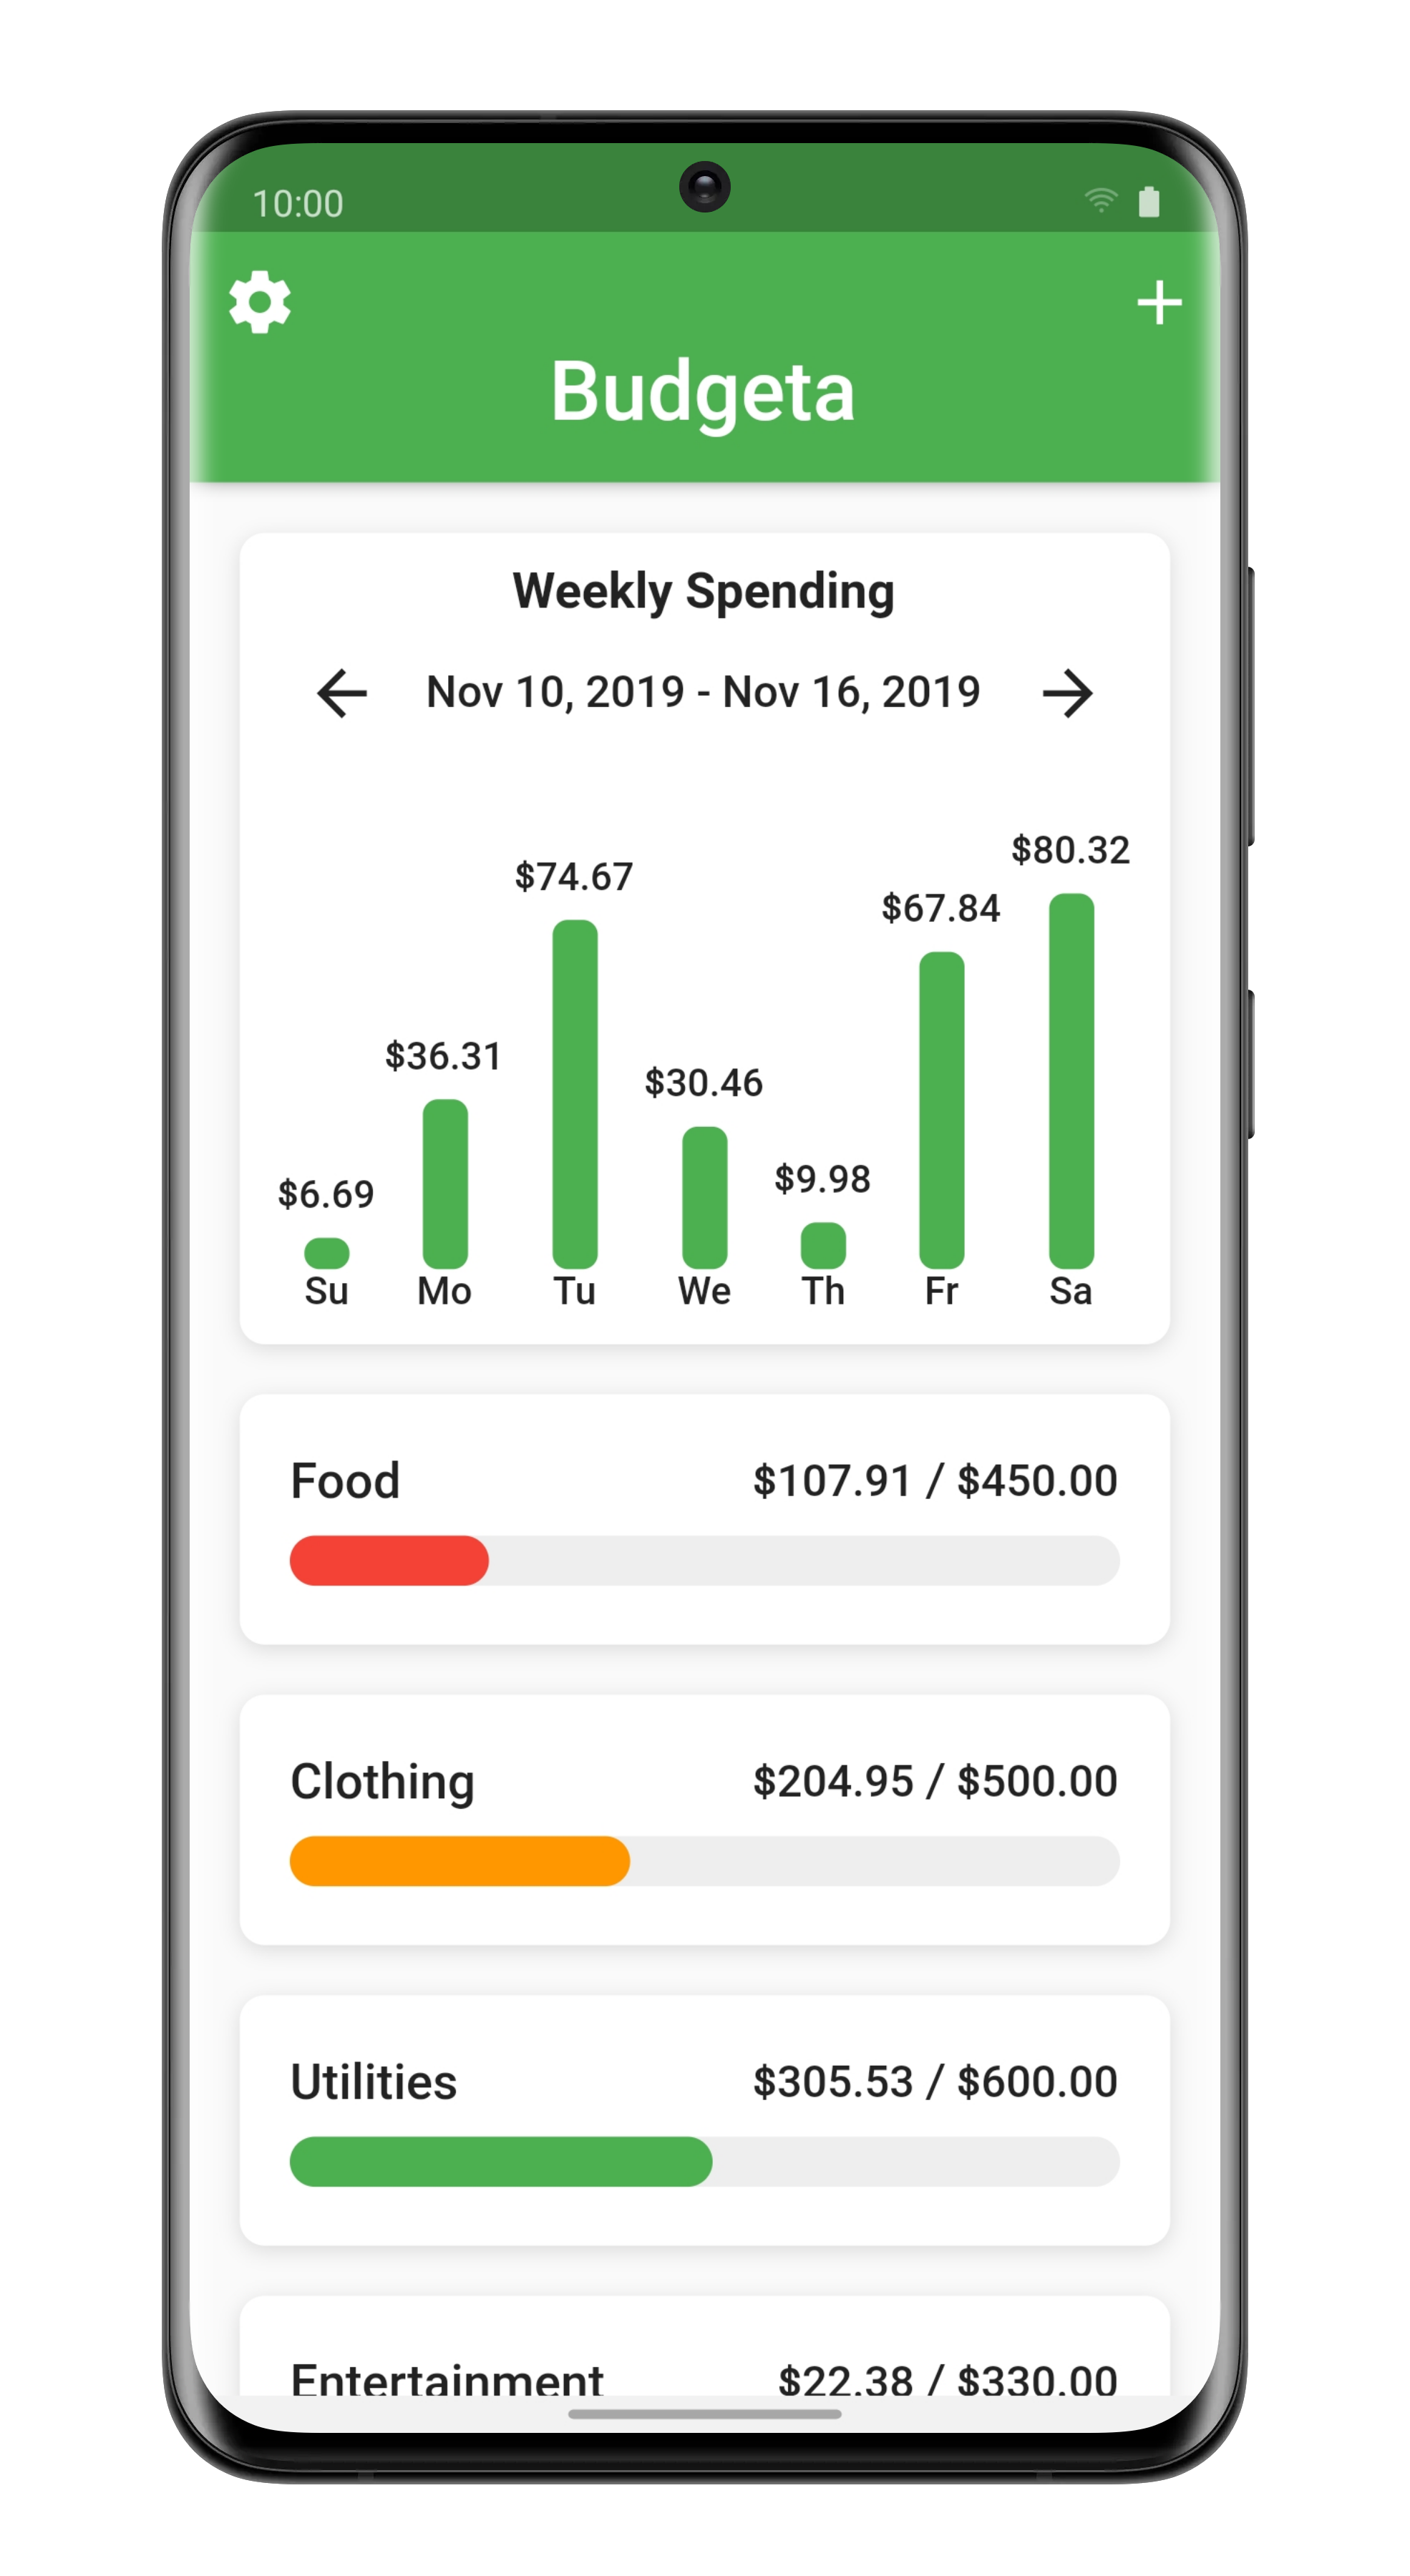 10:00
Budgeta
Weekly Spending
Nov 10, 2019 - Nov 16, 2019
$80.32
$74.67
$67.84
$36.31
$30.46
$9.98
$6.69
Su Mo Tu We Th Fr Sa
Food $107.91 / $450.00
Clothing $204.95 / $500.00
Utilities $305.53 / $600.00
Entertainment $22.38 / $330.00